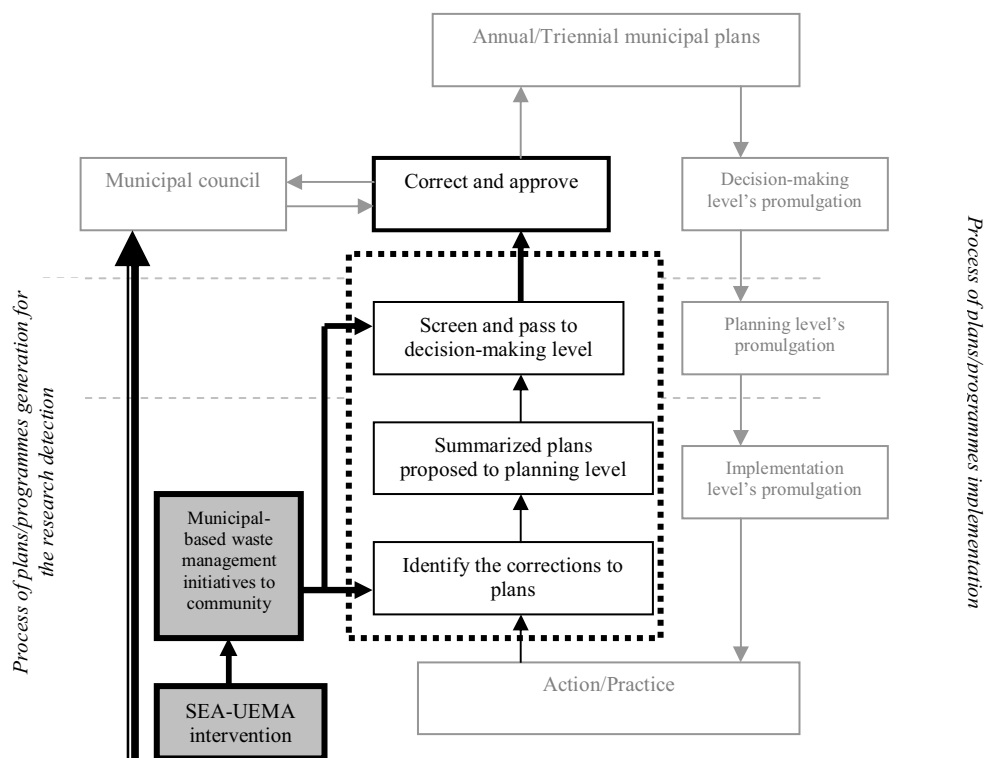 Annual/Triennial municipal plans
Municipal council
Correct and approve
Decision-making
level's promulgation
Screen and pass to
decision-making level
Planning level's
promulgation
Summarized plans
proposed to planning level
Implementation
level's promulgation
Municipal-
based waste
management
initiatives to
community
Identify the corrections to
plans
SEA-UEMA
intervention
Action/Practice
Process of plans/programmes generation for
the research detection
Process of plans/programmes implementation